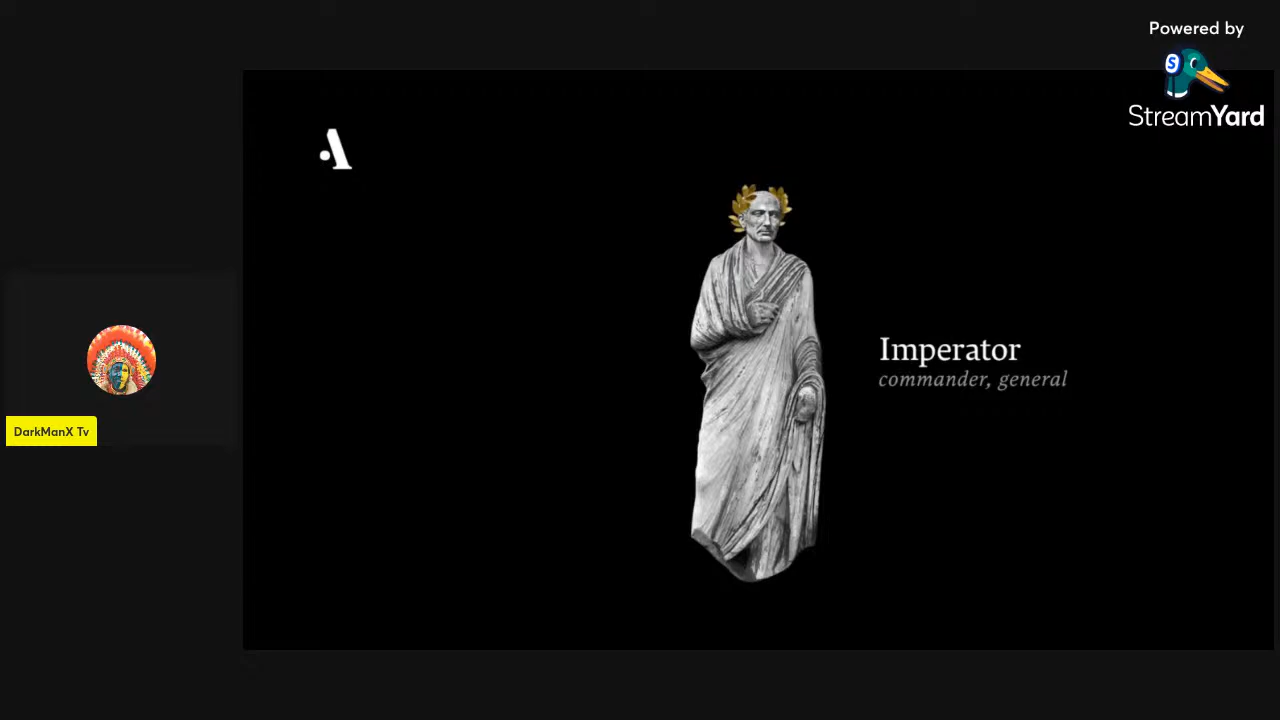 Powered by
S
StreamYard
A
Imperator
commander, general
DarkManX Tv